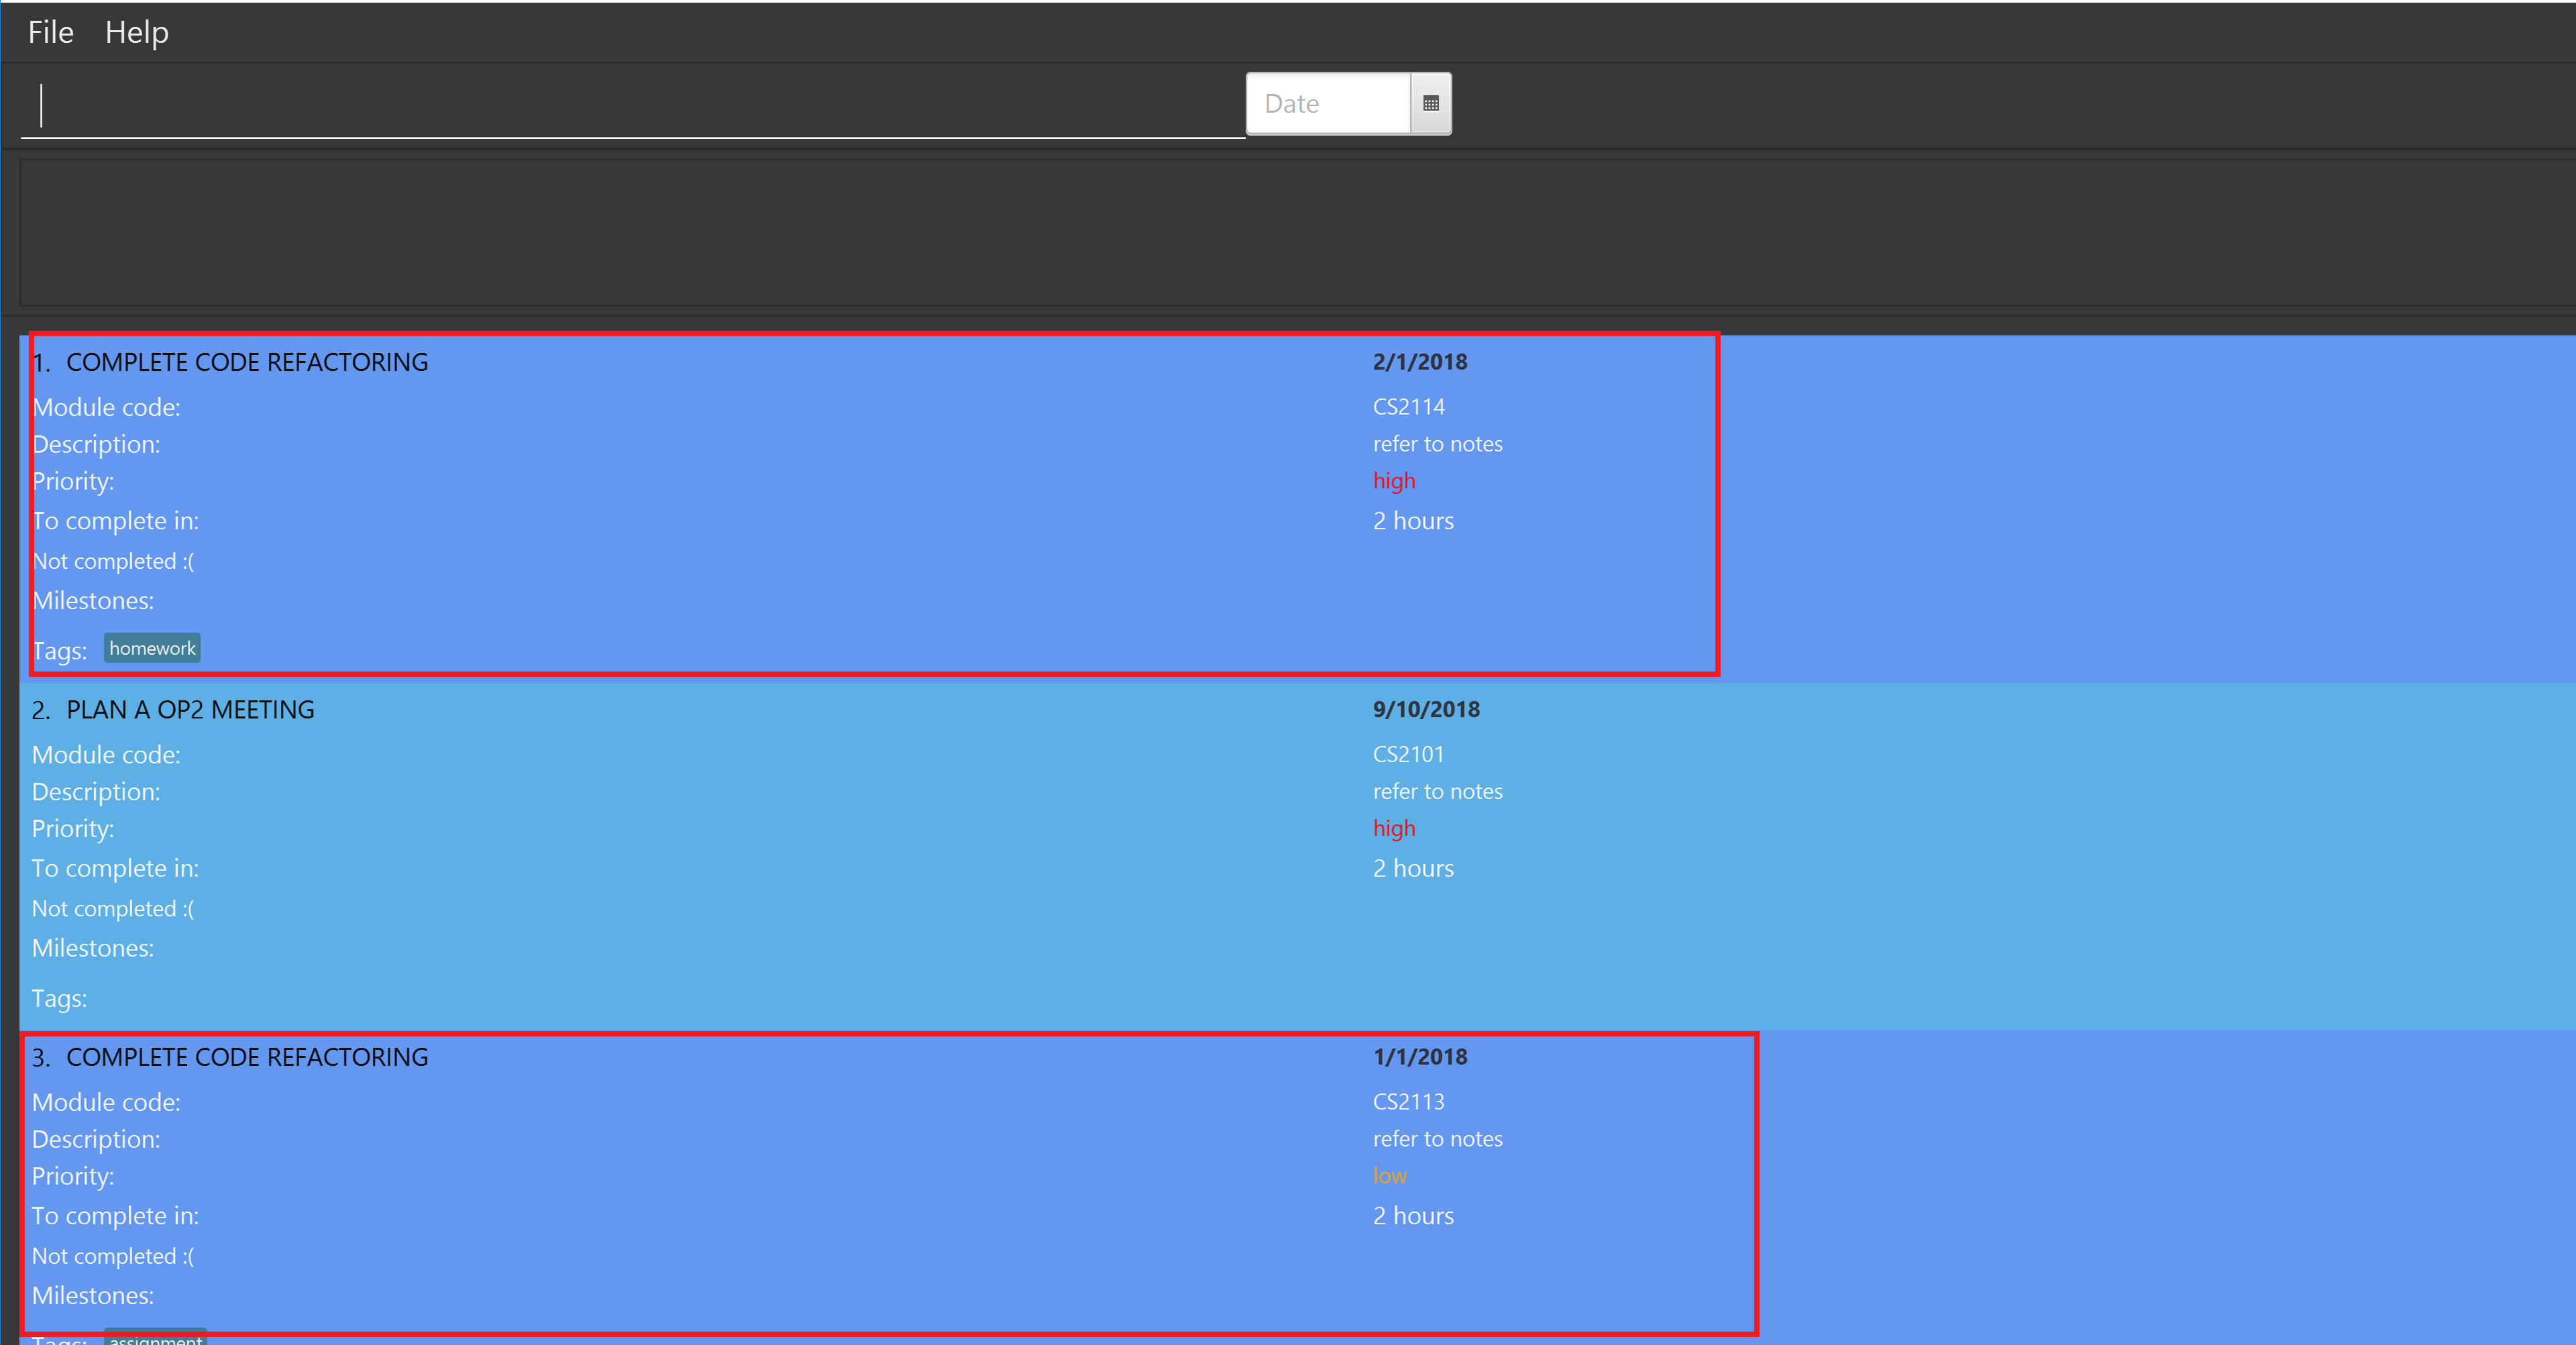 File Help
Date
1. COMPLETE CODE REFACTORING 2/1/2018
Module code: CS2114
Description: refer to notes
Priority: high
To complete in: 2 hours
Not completed :(
Milestones:
Tags: homework
2. PLAN A OP2 MEETING 9/10/2018
Module code: CS2101
Description: refer to notes
Priority: high
To complete in: 2 hours
Not completed :(
Milestones:
Tags:
3. COMPLETE CODE REFACTORING 1/1/2018
Module code: CS2113
Description: refer to notes
Priority: low
To complete in: 2 hours
Not completed :(
Milestones:
Tags: assignment